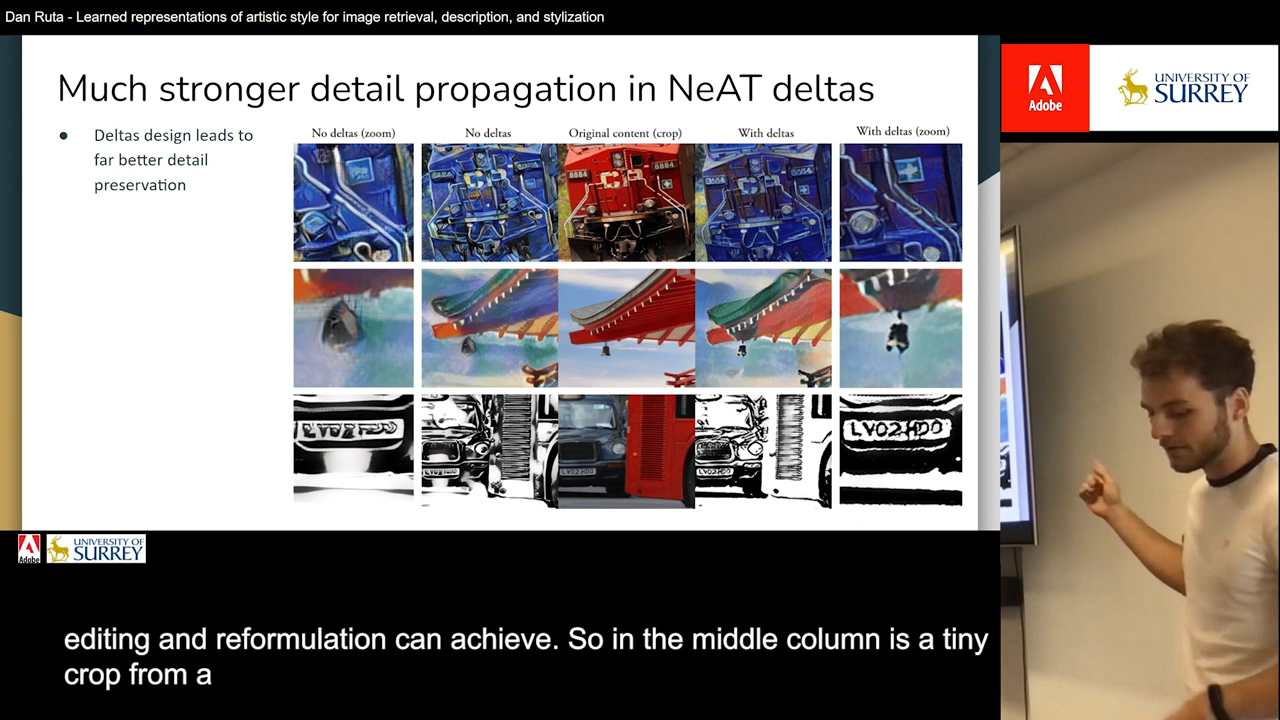 Dan Ruta - Learned representations of artistic style for image retrieval, description, and stylization
Much stronger detail propagation in NeAT deltas
Deltas design leads to
far better detail
preservation
No deltas (zoom)
No deltas
Original content (crop)
With deltas
With deltas (zoom)
8884
8884
LV02HDO
LV02HDO
Adobe
UNIVERSITY OF
SURREY
Adobe
UNIVERSITY OF
SURREY
editing and reformulation can achieve. So in the middle column is a tiny
crop from a